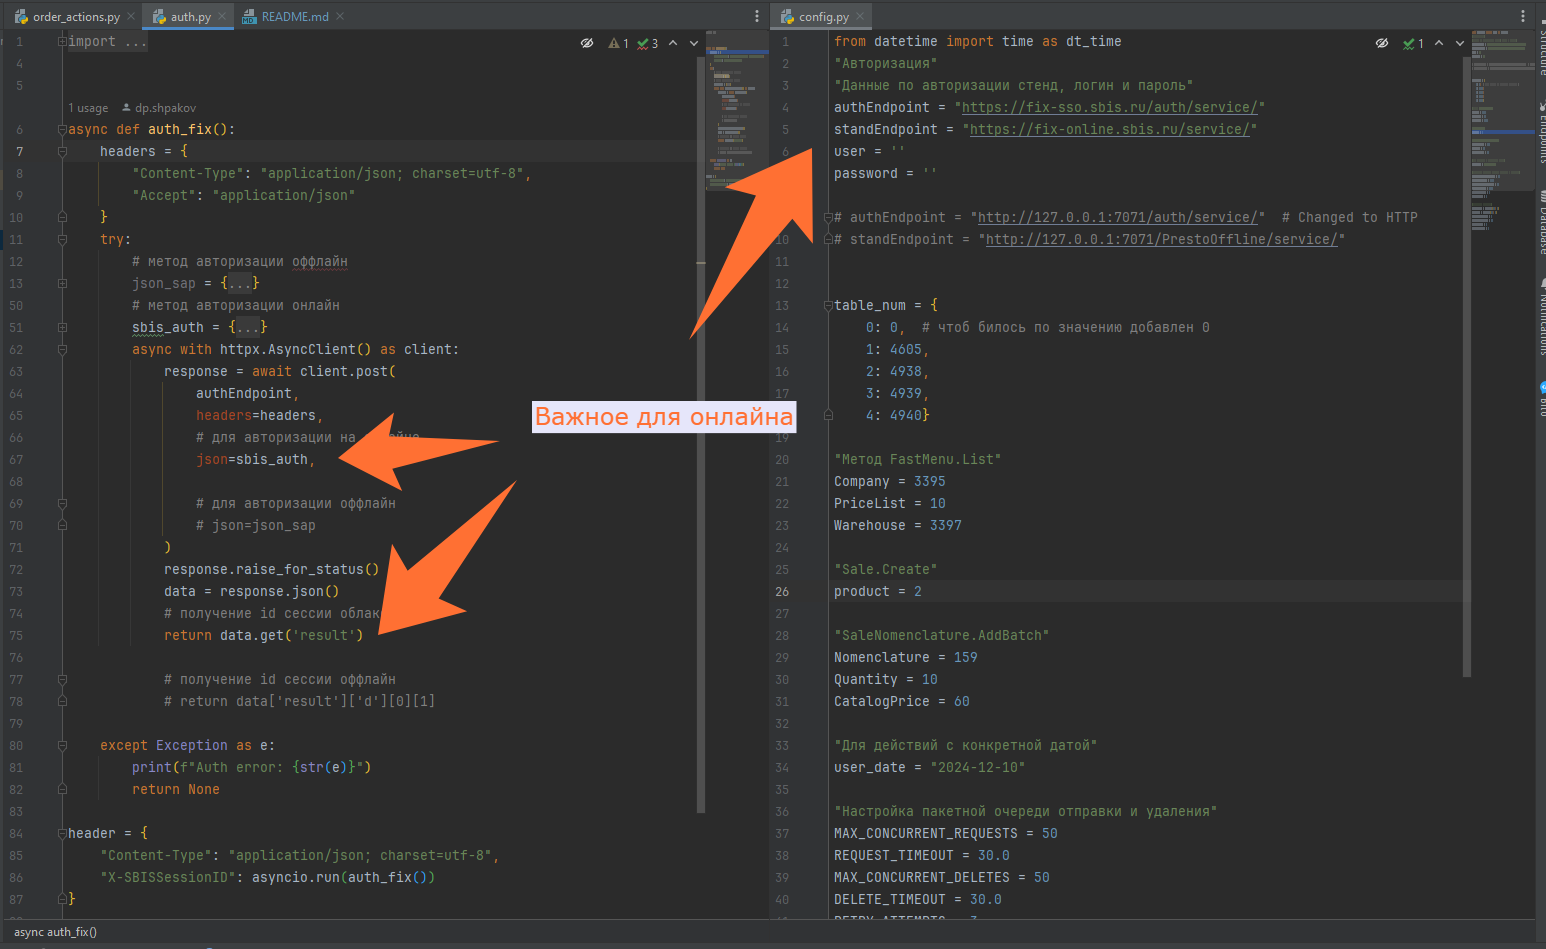 order_actions.py
auth.py
README.md
config.py
1 import ...
4
5
1 usage dp.shpakov
6 async def auth_fix():
7 headers = {
8 "Content-Type": "application/json; charset=utf-8",
9 "Accept": "application/json"
10 }
11 try:
12 # метод авторизации оффлайн
13 json_sap = {...}
50 # метод авторизации онлайн
51 sbis_auth = {...}
62 async with httpx.AsyncClient() as client:
63 response = await client.post(
64 authEndpoint,
65 headers=headers,
66 # для авторизации на
67 json=sbis_auth,
68
69 # для авторизации оффлайн
70 # json=json_sap
71 )
72 response.raise_for_status()
73 data = response.json()
74 # получение id сессии облак
75 return data.get('result')
76
77 # получение id сессии оффлайн
78 # return data['result']['d'][0][1]
79
80 except Exception as e:
81 print(f"Auth error: {str(e)}")
82 return None
83
84 header = {
85 "Content-Type": "application/json; charset=utf-8",
86 "X-SBISSessionID": asyncio.run(auth_fix())
87 }
1 3
Важное для онлайна
1
1 from datetime import time as dt_time
2 "Авторизация"
3 "Данные по авторизации стенд, логин и пароль"
4 authEndpoint = "https://fix-sso.sbis.ru/auth/service/"
5 standEndpoint = "https://fix-online.sbis.ru/service/"
6 user = ''
password = ''
# authEndpoint = "http://127.0.0.1:7071/auth/service/" # Changed to HTTP
10 # standEndpoint = "http://127.0.0.1:7071/PrestoOffline/service/"
11
12
13 table_num = {
14 0: 0, # чтоб билось по значению добавлен 0
15 1: 4605,
16 2: 4938,
17 3: 4939,
4: 4940}
19
20 "Метод FastMenu.List"
21 Company = 3395
22 PriceList = 10
23 Warehouse = 3397
24
25 "Sale.Create"
26 product = 2
27
28 "SaleNomenclature.AddBatch"
29 Nomenclature = 159
30 Quantity = 10
31 CatalogPrice = 60
32
33 "Для действий с конкретной датой"
34 user_date = "2024-12-10"
35
36 "Настройка пакетной очереди отправки и удаления"
37 MAX_CONCURRENT_REQUESTS = 50
38 REQUEST_TIMEOUT = 30.0
39 MAX_CONCURRENT_DELETES = 50
40 DELETE_TIMEOUT = 30.0
Structure
Endpoints
Database
Notifications
async auth_fix()